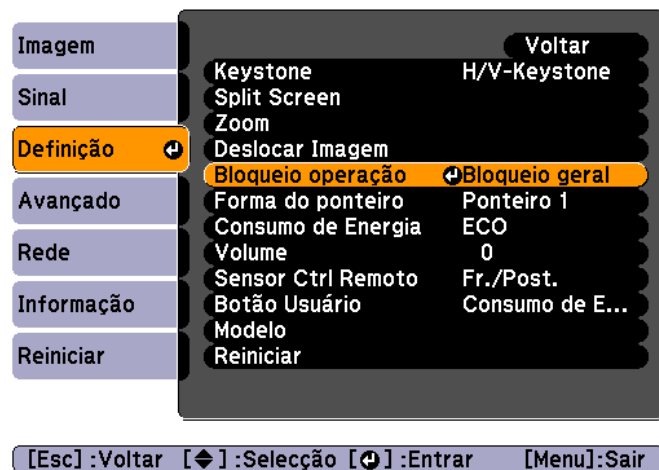 Imagem
Sinal
Definição
Avançado
Rede
Informação
Reiniciar
Voltar
Keystone H/V-Keystone
Split Screen
Zoom
Deslocar Imagem
Bloqueio operação Bloqueio geral
Forma do ponteiro Ponteiro 1
Consumo de Energia ECO
Volume 0
Sensor Ctrl Remoto Fr./Post.
Botão Usuário Consumo de E...
Modelo
Reiniciar
[Esc] :Voltar [◆] :Selecção [⏎] :Entrar [Menu]:Sair